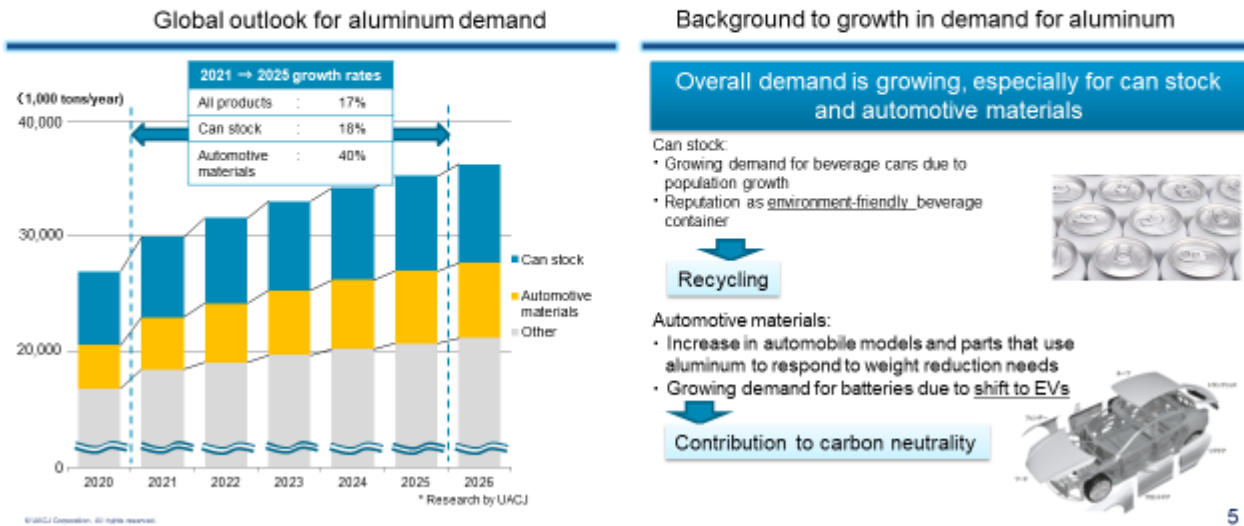 Global outlook for aluminum demand
2021 → 2025 growth rates
All products : 17%
Can stock : 18%
Automotive : 40%
materials
(1,000 tons/year)
40,000
30,000
20,000
0
Can stock
Automotive
materials
Other
2020 2021 2022 2023 2024 2025 2026
* Research by UACJ
© UACJ Corporation. All rights reserved.
Background to growth in demand for aluminum
Overall demand is growing, especially for can stock
and automotive materials
Can stock:
・Growing demand for beverage cans due to
population growth
・Reputation as environment-friendly beverage
container
Recycling
Automotive materials:
・Increase in automobile models and parts that use
aluminum to respond to weight reduction needs
・Growing demand for batteries due to shift to EVs
Contribution to carbon neutrality
5